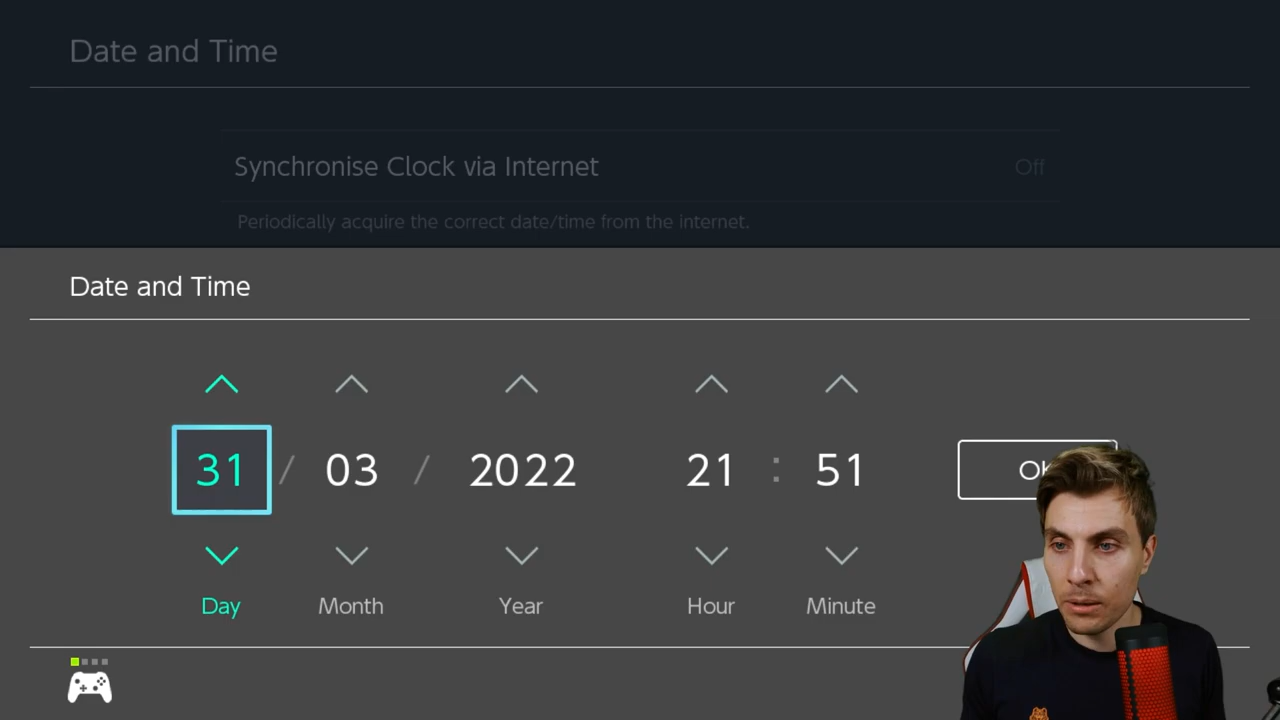 Date and Time
Synchronise Clock via Internet Off
Periodically acquire the correct date/time from the internet.
Date and Time
31 / 03 / 2022 21 : 51
Day Month Year Hour Minute